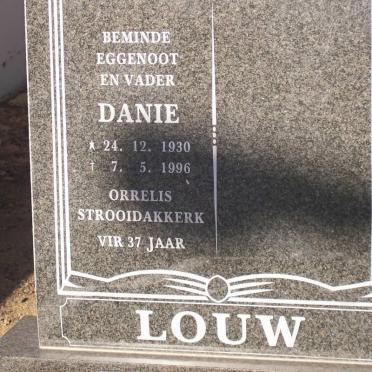 BEMINDE
EGGENOOT
EN VADER
DANIE
* 24. 12. 1930
† 7. 5. 1996
ORRELIS
STROOIDAKKERK
VIR 37 JAAR
LOUW